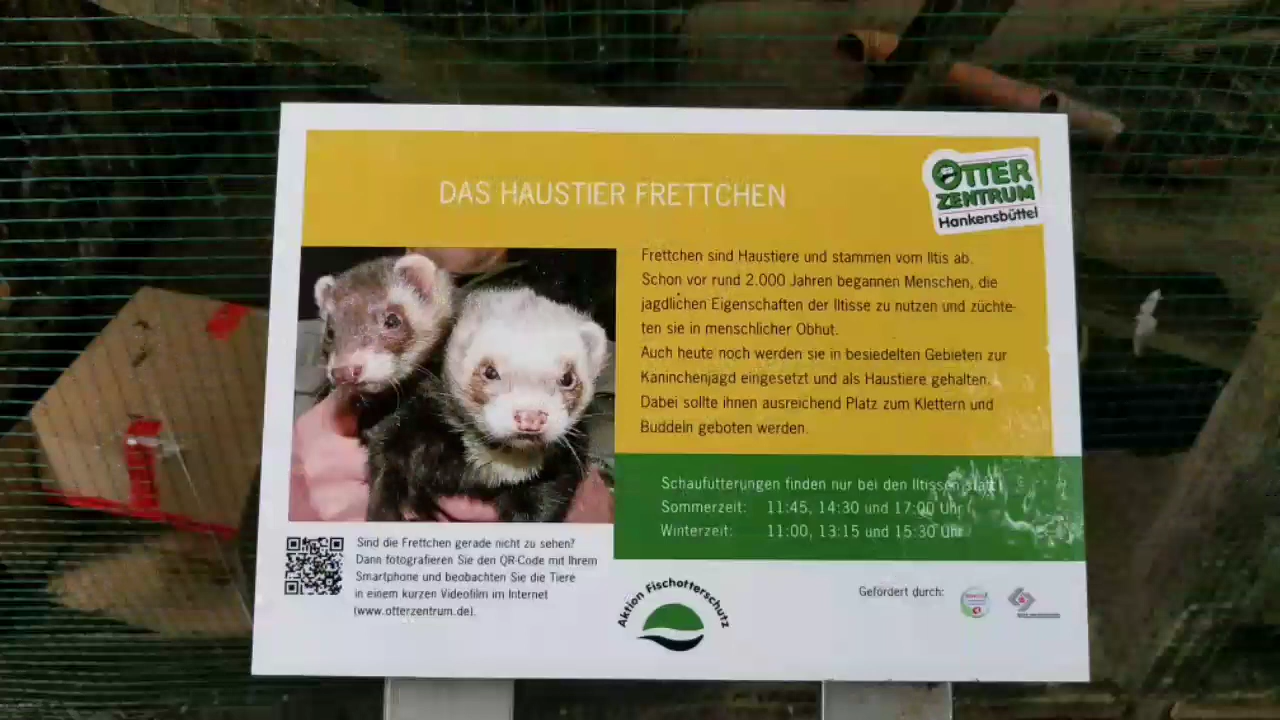 DAS HAUSTIER FRETTCHEN
OTTER
ZENTRUM
Hankensbüttel
Frettchen sind Haustiere und stammen vom Iltis ab.
Schon vor rund 2.000 Jahren begannen Menschen, die
jagdlichen Eigenschaften der Iltisse zu nutzen und züchte-
ten sie in menschlicher Obhut.
Auch heute noch werden sie in besiedelten Gebieten zur
Kaninchenjagd eingesetzt und als Haustiere gehalten.
Dabei sollte ihnen ausreichend Platz zum Klettern und
Buddeln geboten werden.
Schaufütterungen finden nur bei den Iltissen statt!
Sommerzeit: 11:45, 14:30 und 17:00 Uhr
Winterzeit: 11:00, 13:15 und 15:30 Uhr
Sind die Frettchen gerade nicht zu sehen?
Dann fotografieren Sie den QR-Code mit Ihrem
Smartphone und beobachten Sie die Tiere
in einem kurzen Videofilm im Internet
(www.otterzentrum.de).
Aktion Fischotterschutz
Gefördert durch: